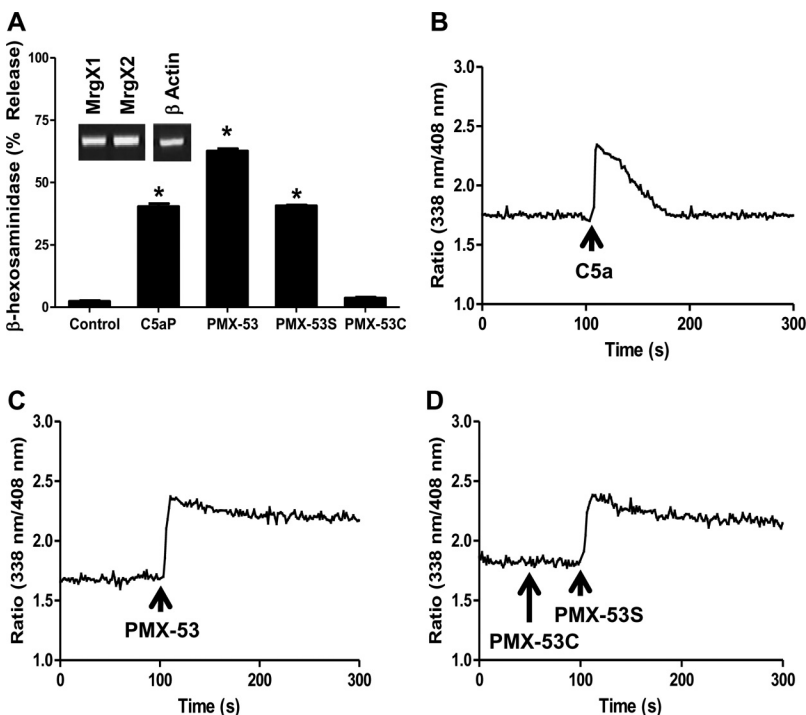 A
β-hexosaminidase (% Release)
100
75
50
25
0
MrgX1
MrgX2
β Actin
*
*
*
Control
C5aP
PMX-53
PMX-53S
PMX-53C
B
Ratio (338 nm/408 nm)
3.0
2.5
2.0
1.5
1.0
C5a
0
100
200
300
Time (s)
C
Ratio (338 nm/408 nm)
3.0
2.5
2.0
1.5
1.0
PMX-53
0
100
200
300
Time (s)
D
Ratio (338 nm/408 nm)
3.0
2.5
2.0
1.5
1.0
PMX-53S
PMX-53C
0
100
200
300
Time (s)